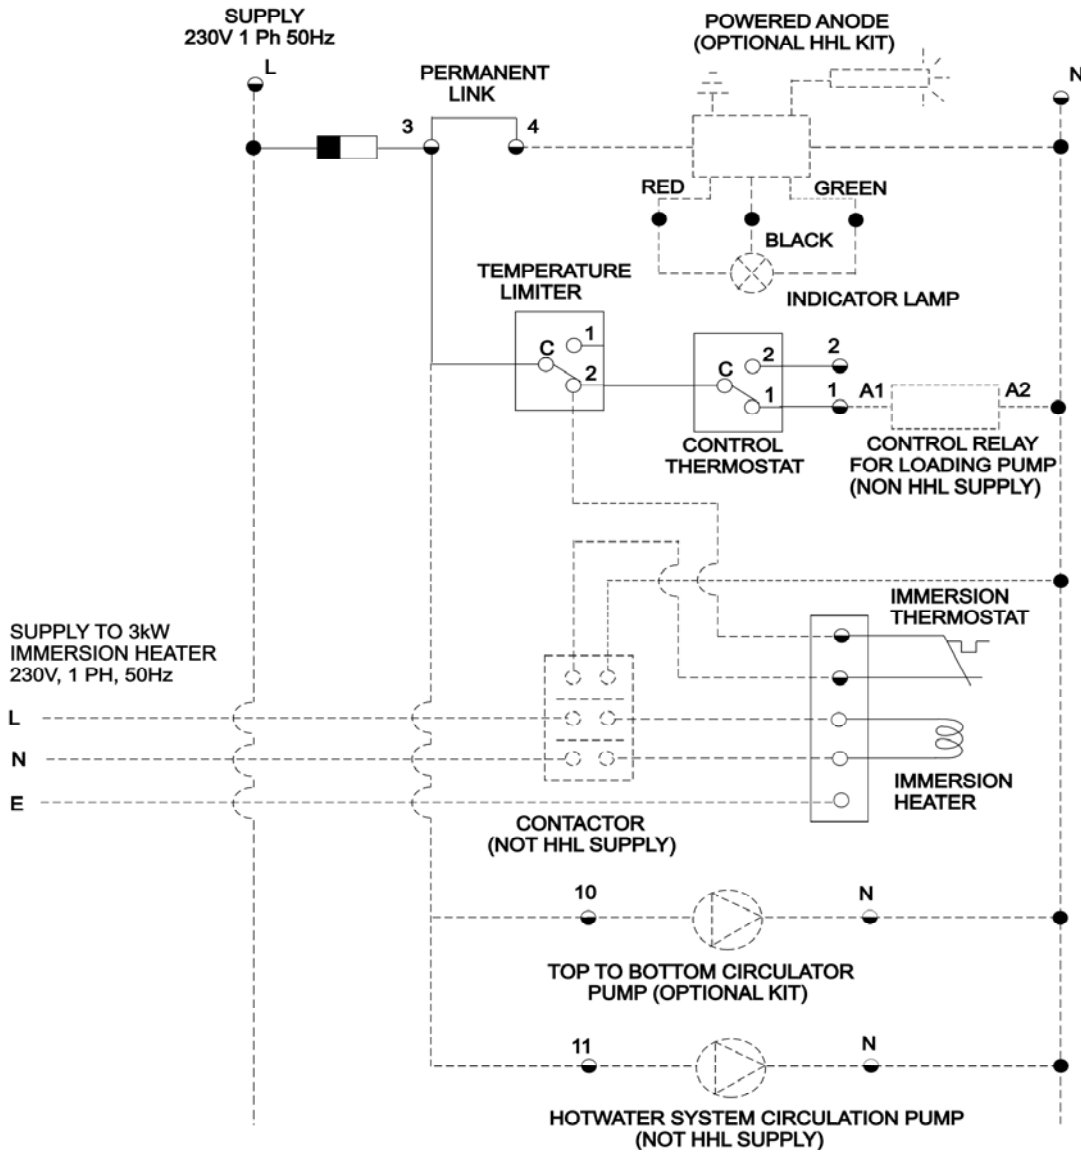 SUPPLY
230V 1 Ph 50Hz
L
POWERED ANODE
(OPTIONAL HHL KIT)
N
PERMANENT
LINK
3
4
RED
GREEN
BLACK
INDICATOR LAMP
TEMPERATURE
LIMITER
1
C
2
2
C
1
2
1
A1
A2
CONTROL
THERMOSTAT
CONTROL RELAY
FOR LOADING PUMP
(NON HHL SUPPLY)
IMMERSION
THERMOSTAT
SUPPLY TO 3kW
IMMERSION HEATER
230V, 1 PH, 50Hz
L
N
E
IMMERSION
HEATER
CONTACTOR
(NOT HHL SUPPLY)
10
N
TOP TO BOTTOM CIRCULATOR
PUMP (OPTIONAL KIT)
11
N
HOTWATER SYSTEM CIRCULATION PUMP
(NOT HHL SUPPLY)